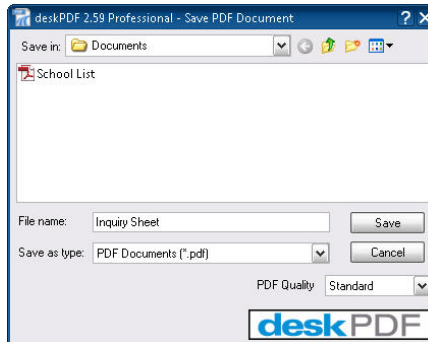 deskPDF 2.59 Professional - Save PDF Document
Save in: Documents
School List
File name: Inquiry Sheet Save
Save as type: PDF Documents (*.pdf) Cancel
PDF Quality Standard
deskPDF